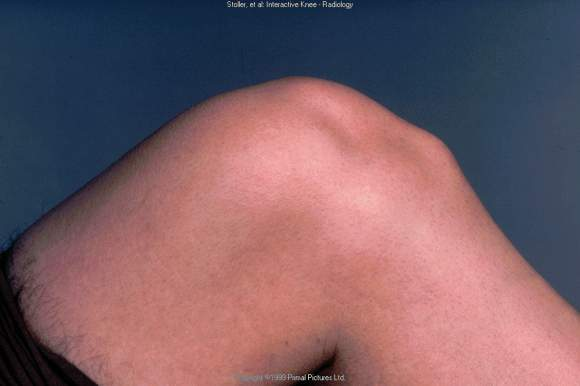 Stoller, et al: Interactive Knee - Radiology
Copyright ©1999 Primal Pictures Ltd.